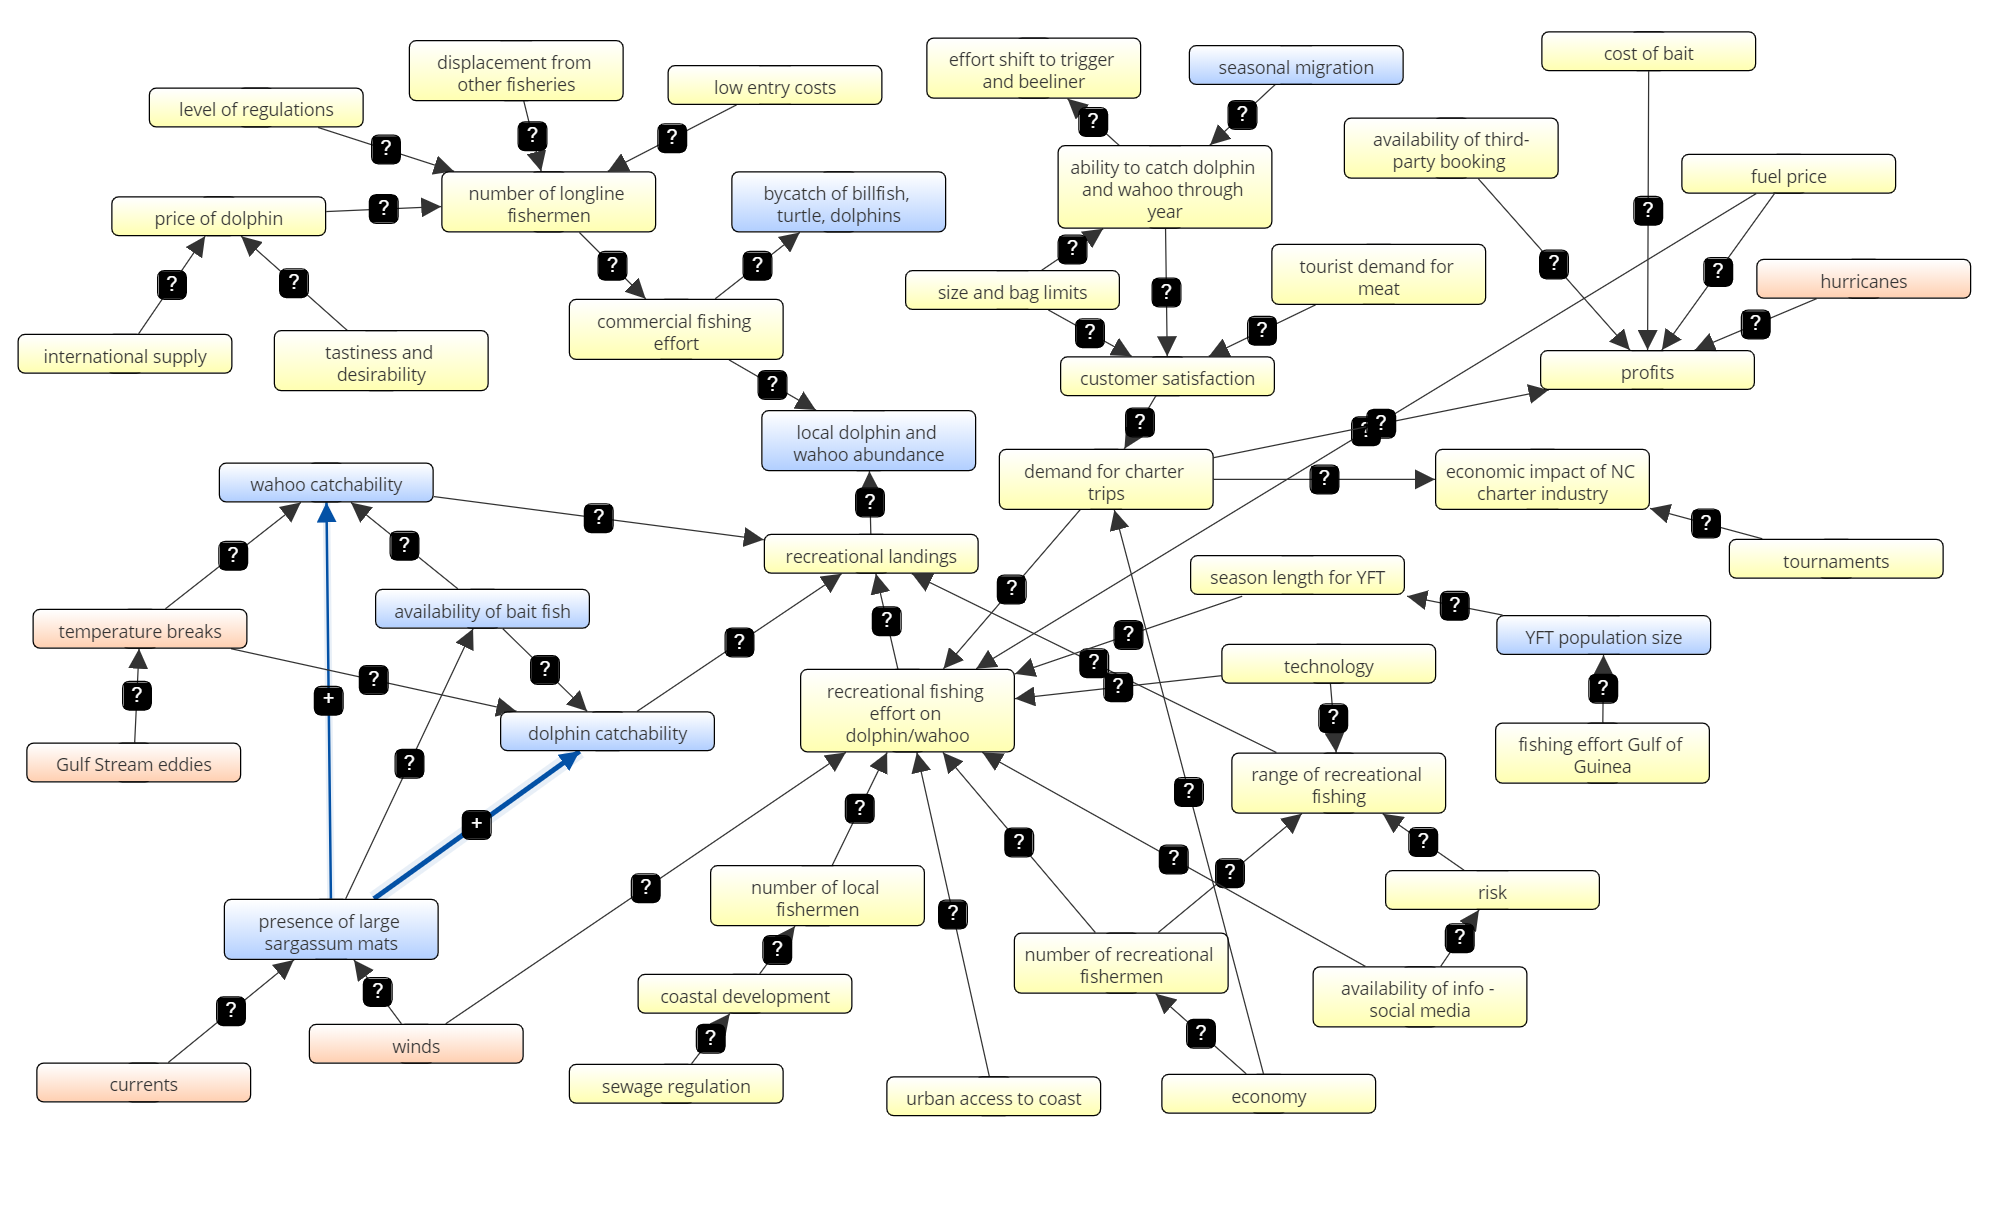 cost of bait
displacement from
other fisheries
effort shift to trigger
and beeliner
seasonal migration
low entry costs
level of regulations
?
?
?
?
?
availability of third-
party booking
ability to catch dolphin
and wahoo through
year
fuel price
number of longline
fishermen
bycatch of billfish,
turtle, dolphins
price of dolphin
?
?
?
?
?
?
?
?
?
?
tourist demand for
meat
hurricanes
size and bag limits
?
?
?
?
commercial fishing
effort
international supply
tastiness and
desirability
customer satisfaction
profits
?
?
?
?
local dolphin and
wahoo abundance
demand for charter
trips
?
economic impact of NC
charter industry
wahoo catchability
?
?
?
tournaments
recreational landings
?
?
season length for YFT
availability of bait fish
?
?
?
temperature breaks
YFT population size
?
?
?
?
?
technology
?
?
?
+
?
?
recreational fishing
effort on
dolphin/wahoo
dolphin catchability
fishing effort Gulf of
Guinea
Gulf Stream eddies
?
range of recreational
fishing
?
?
+
?
?
?
?
?
number of local
fishermen
risk
presence of large
sargassum mats
?
?
?
number of recreational
fishermen
coastal development
availability of info -
social media
?
?
?
?
winds
currents
sewage regulation
urban access to coast
economy